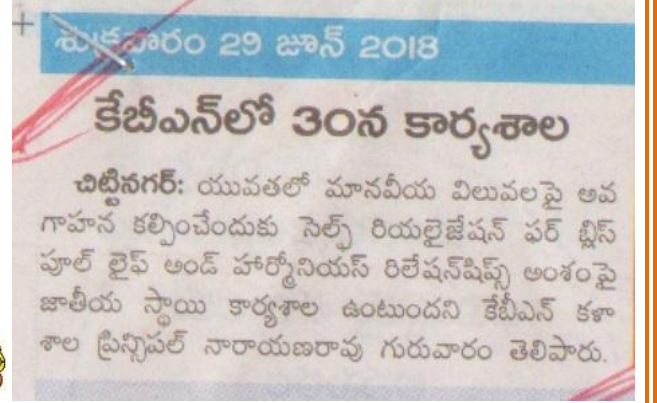 శుక్రవారం 29 జూన్ 2018
కేబీఎన్‌లో 30న కార్యశాల
చిట్టినగర్: యువతలో మానవీయ విలువలపై అవ
గాహన కల్పించేందుకు సెల్ఫ్ రియలైజేషన్ ఫర్ బ్లిస్
ఫూల్ లైఫ్ అండ్ హార్మోనియస్ రిలేషన్‌షిప్స్ అంశంపై
జాతీయ స్థాయి కార్యశాల ఉంటుందని కేబీఎన్ కళా
శాల ప్రిన్సిపల్ నారాయణరావు గురువారం తెలిపారు.